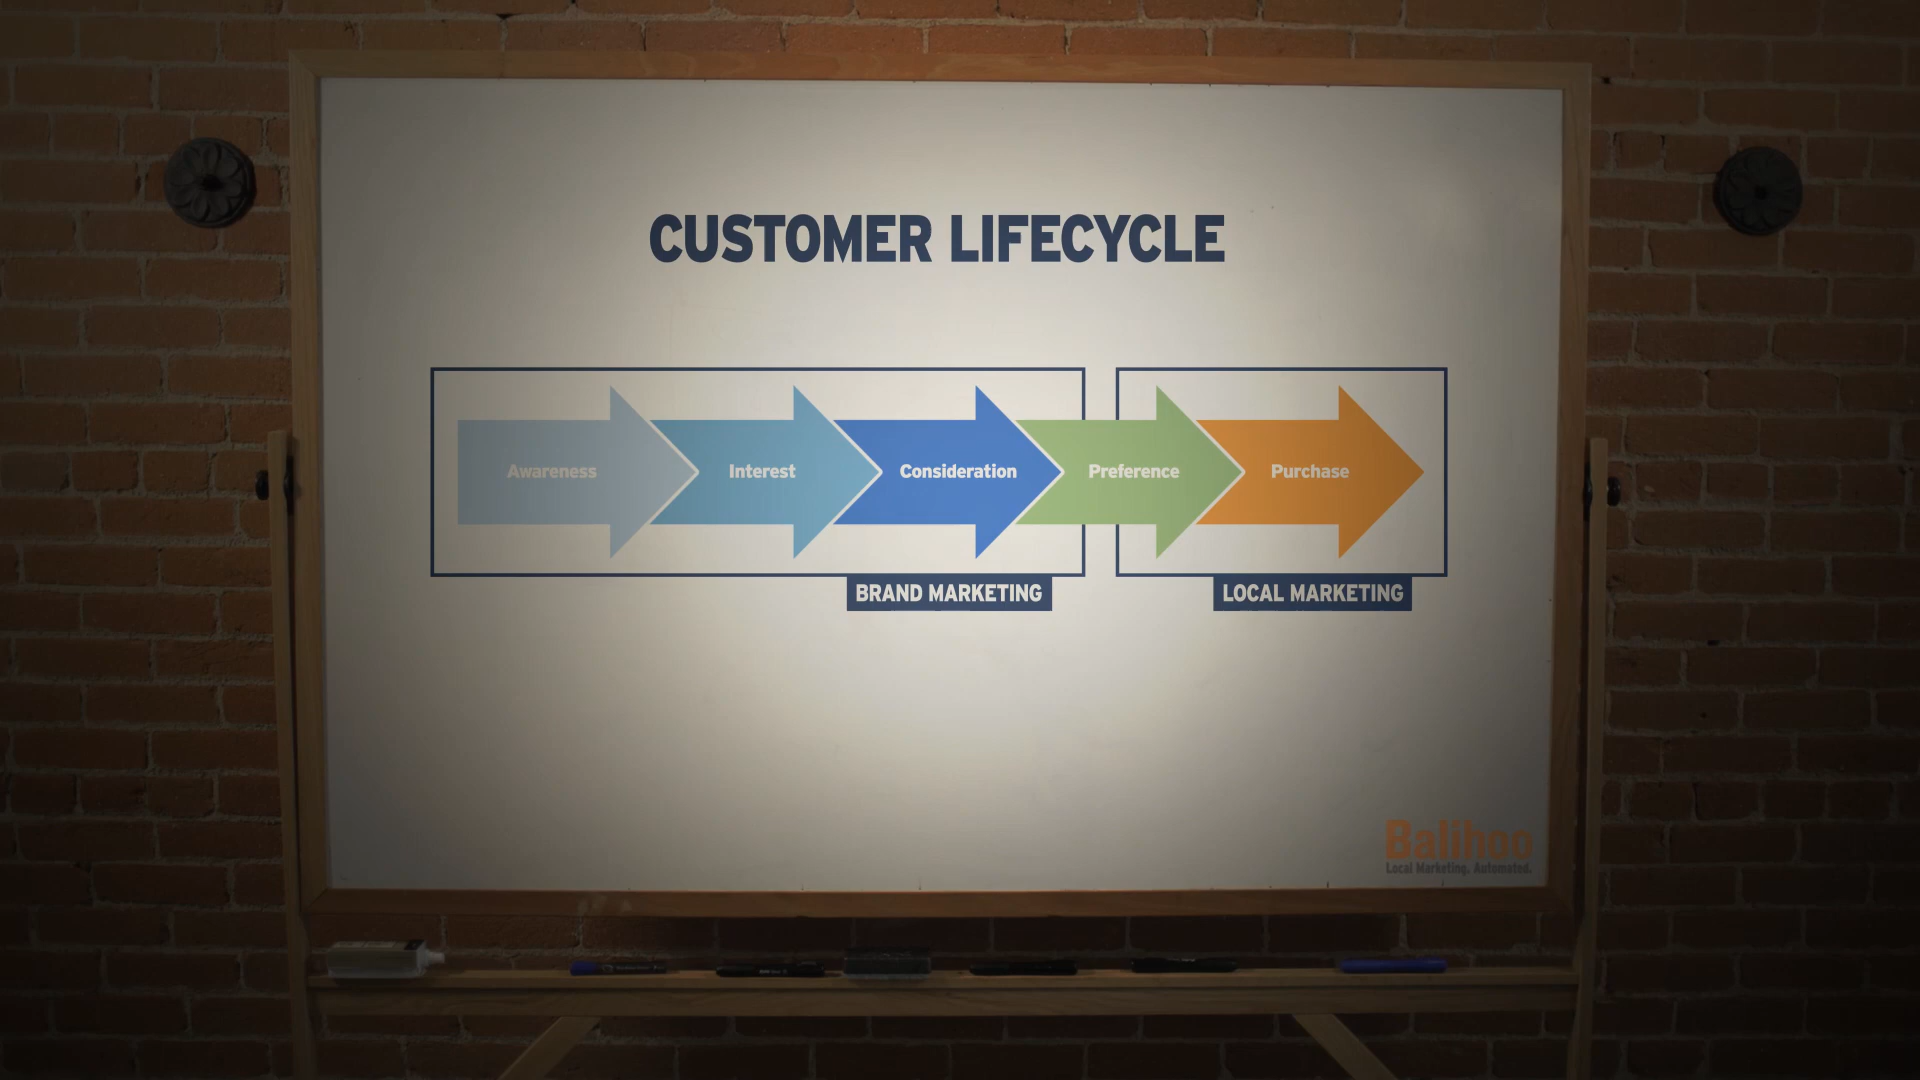 CUSTOMER LIFECYCLE
Awareness
Interest
Consideration
Preference
Purchase
BRAND MARKETING
LOCAL MARKETING
Balihoo
Local Marketing. Automated.